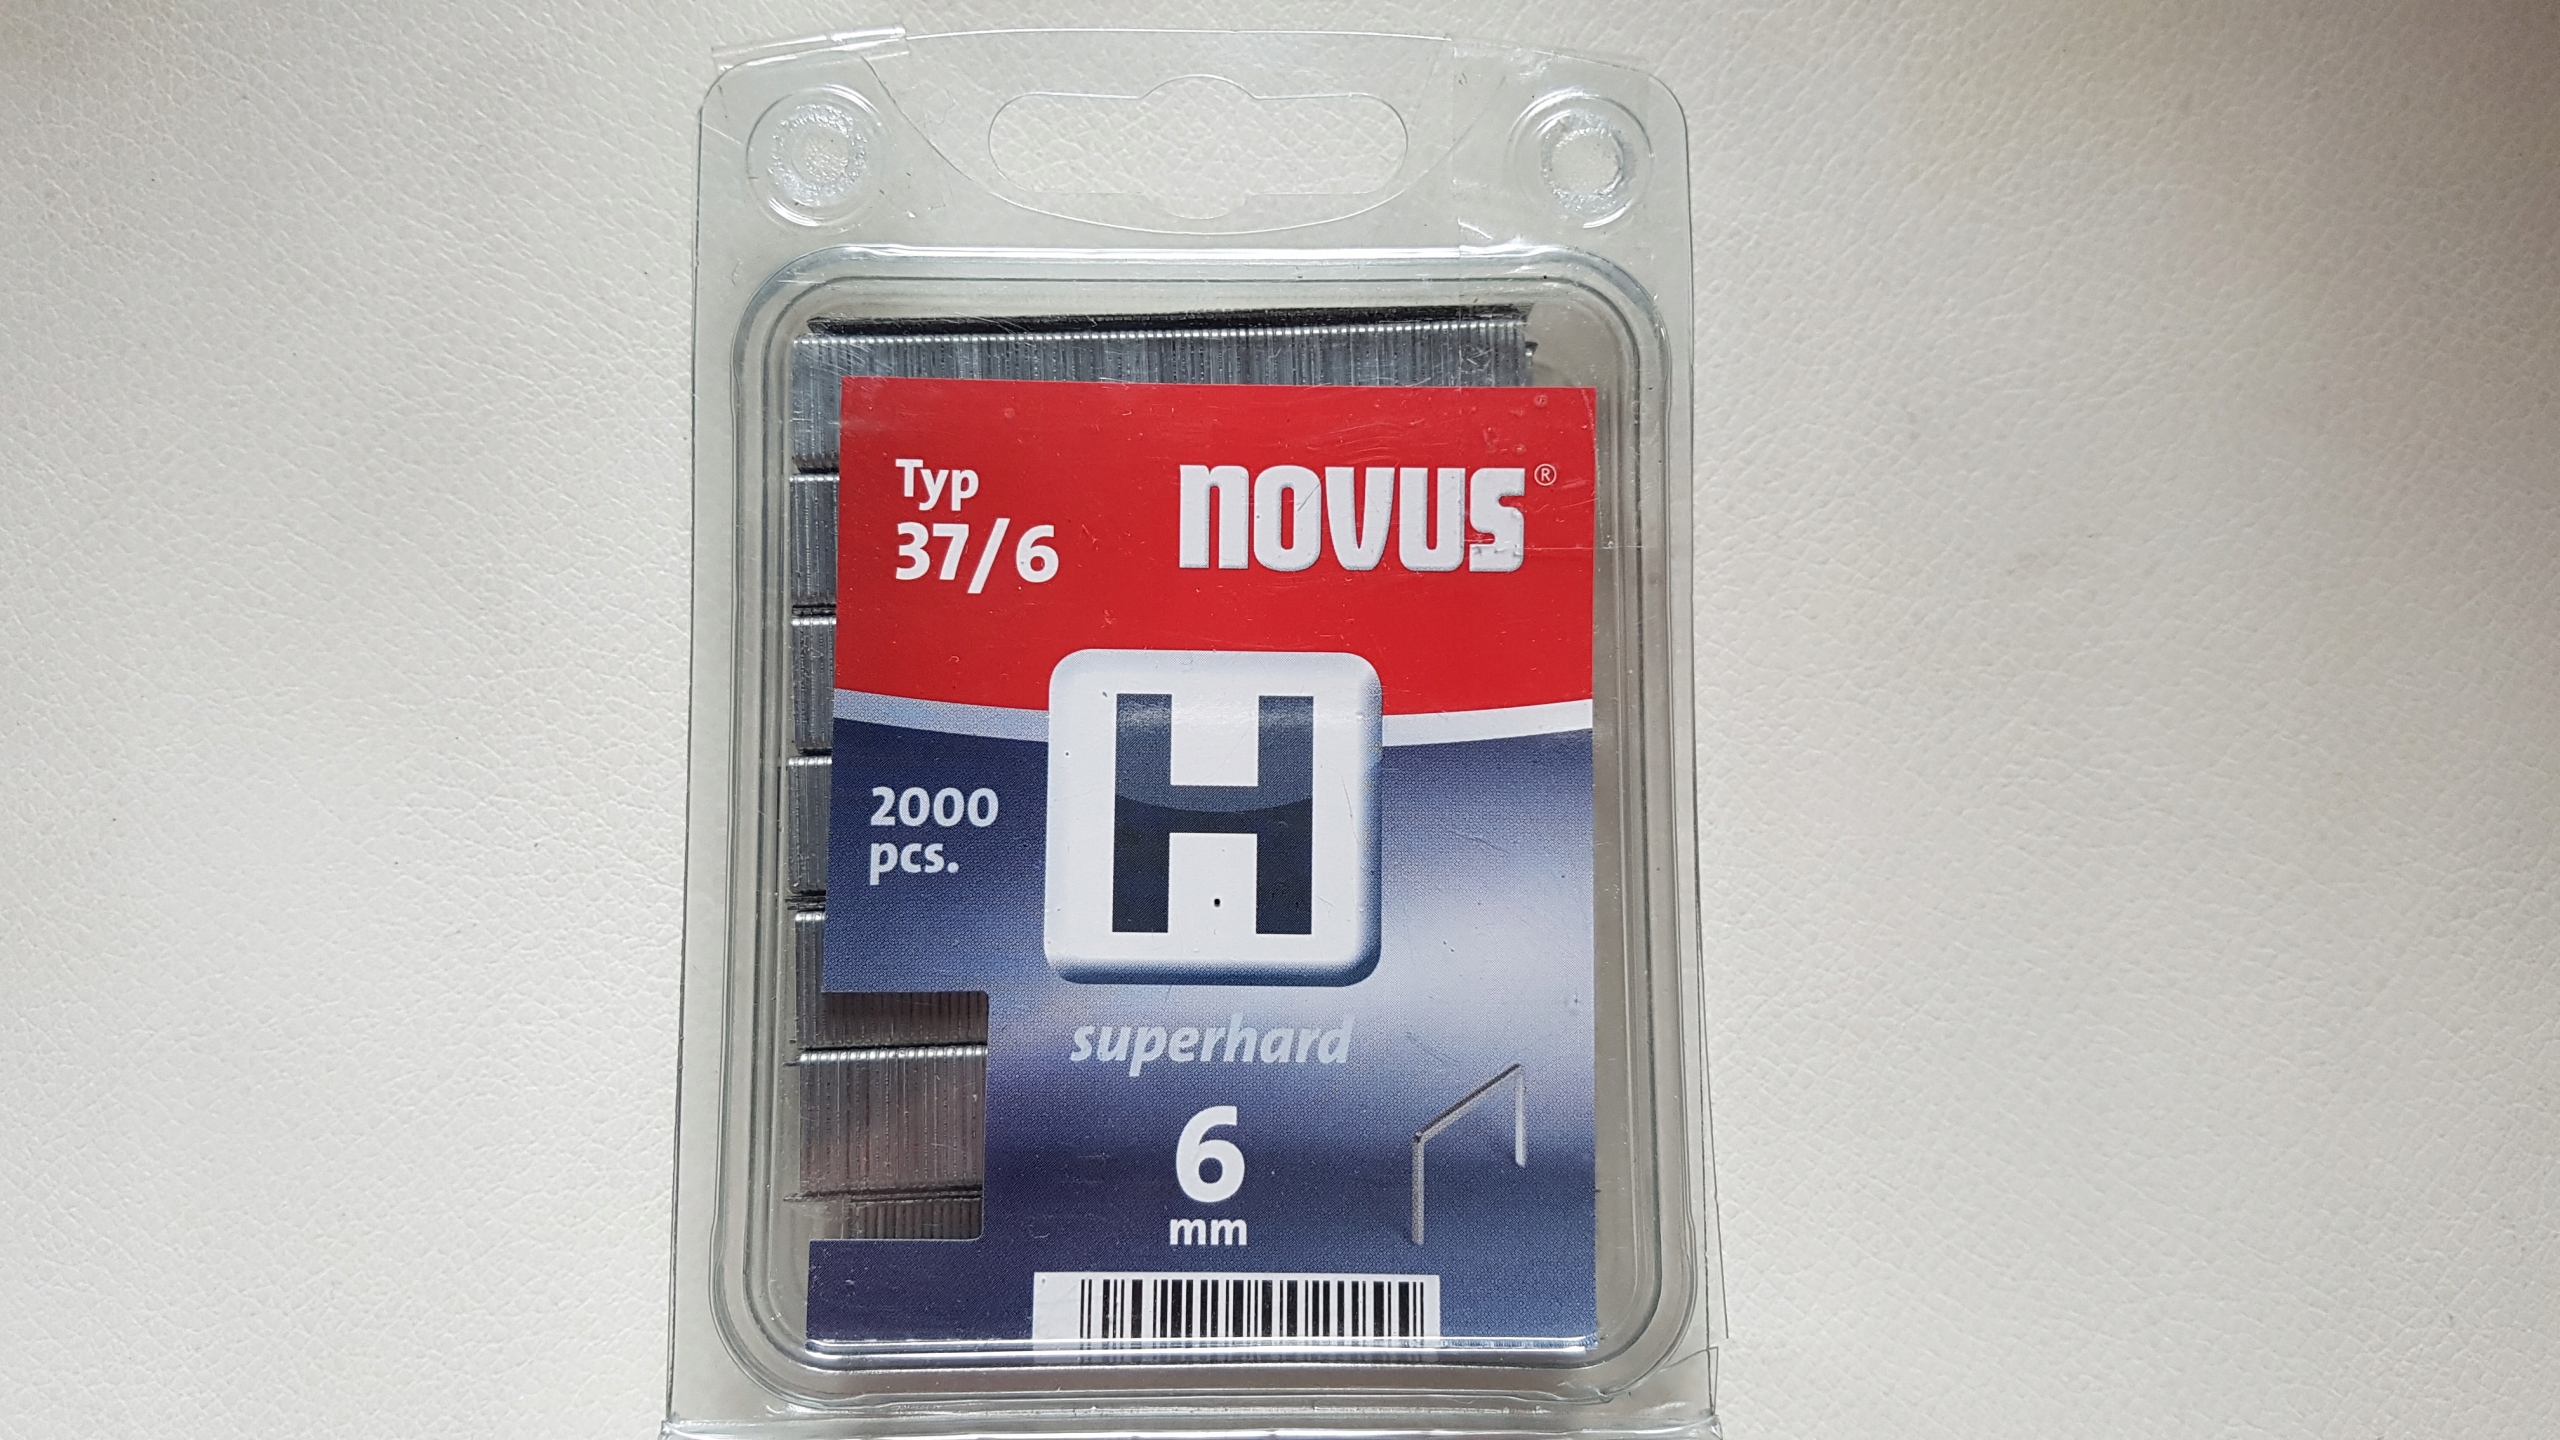 Typ
37/6
novus®
2000
pcs.
H
superhard
6
mm